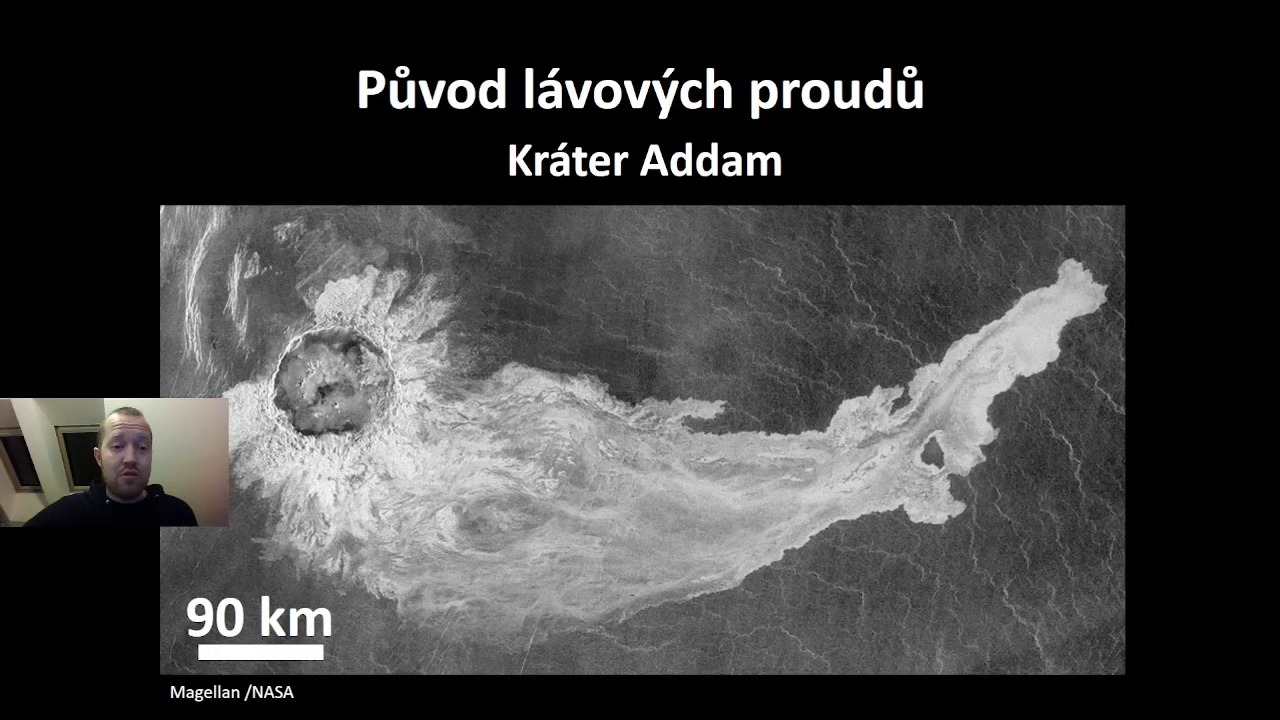 Původ lávových proudů
Kráter Addam
90 km
Magellan /NASA